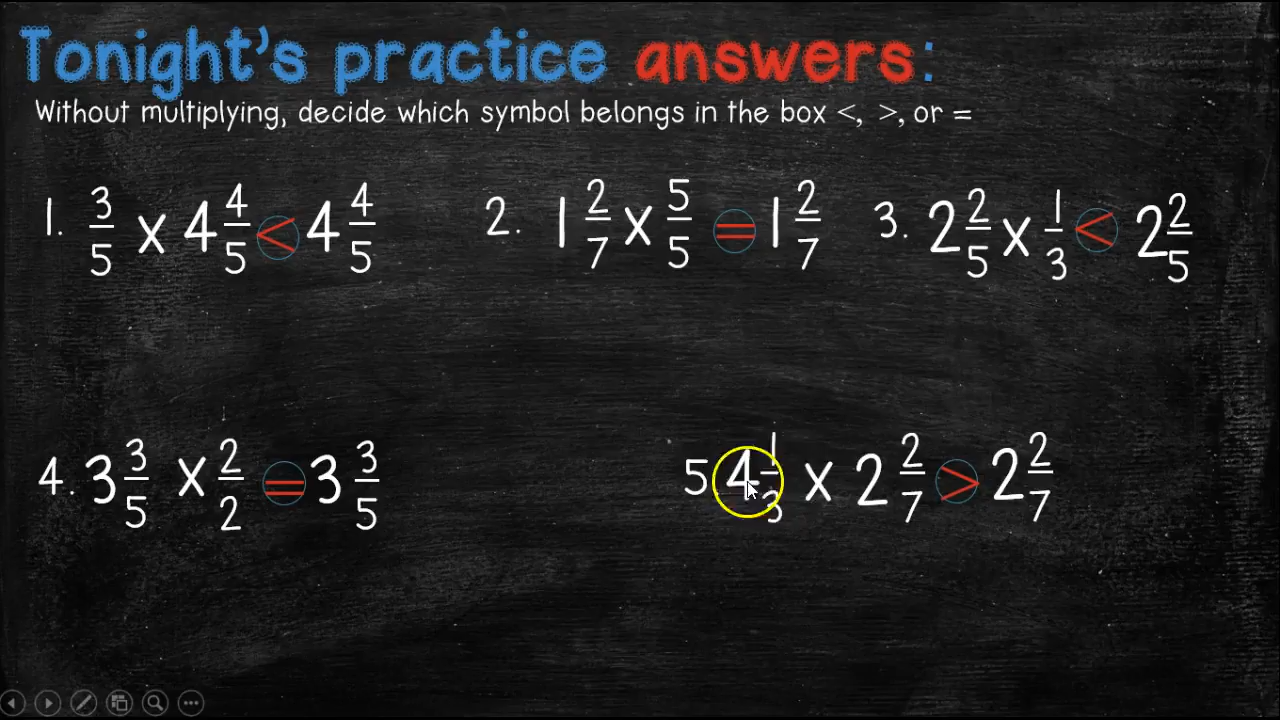 Tonight's practice answers:
Without multiplying, decide which symbol belongs in the box <, >, or =
1. 3/5 x 4 4/5 < 4 4/5
2. 1 2/7 x 5/5 = 1 2/7
3. 2 2/5 x 1/3 < 2 2/5
4. 3 3/5 x 2/2 = 3 3/5
5 4 1/3 x 2 2/7 > 2 2/7